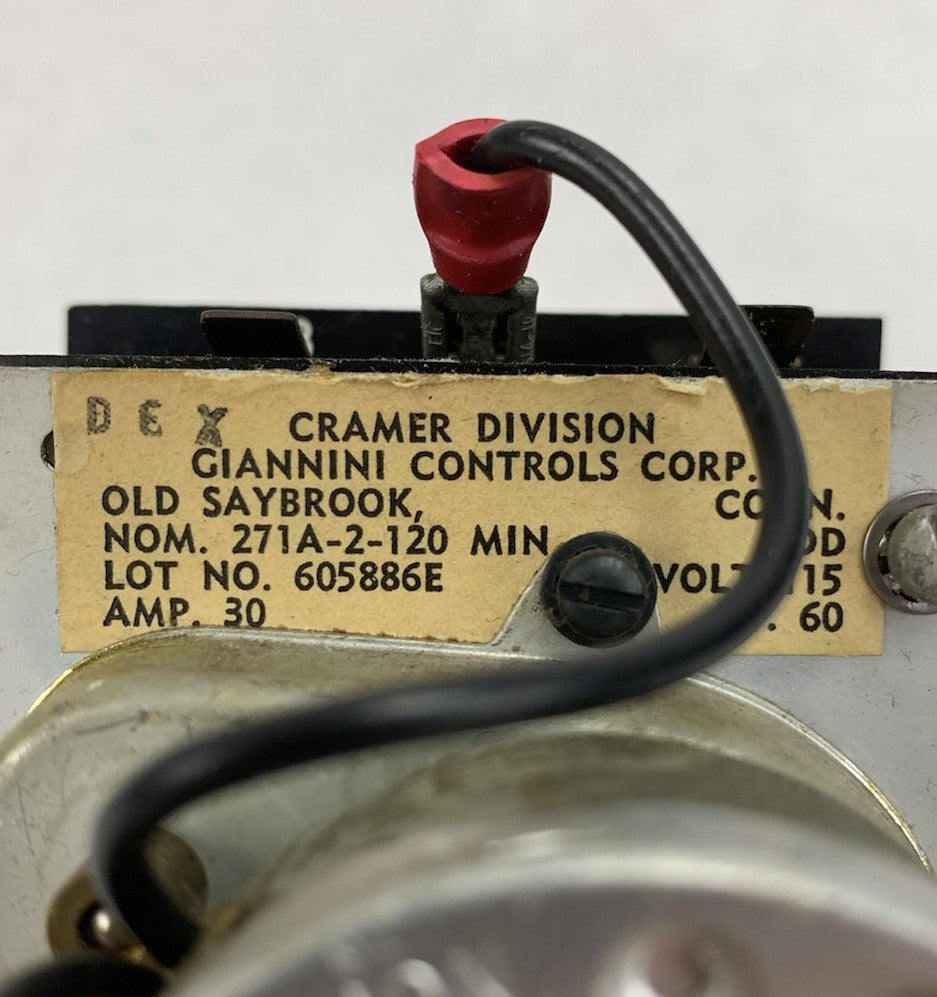 DEX CRAMER DIVISION
GIANNINI CONTROLS CORP.
OLD SAYBROOK,
NOM. 271A-2-120 MIN
LOT NO. 605886E VOLT 115
AMP. 30 60